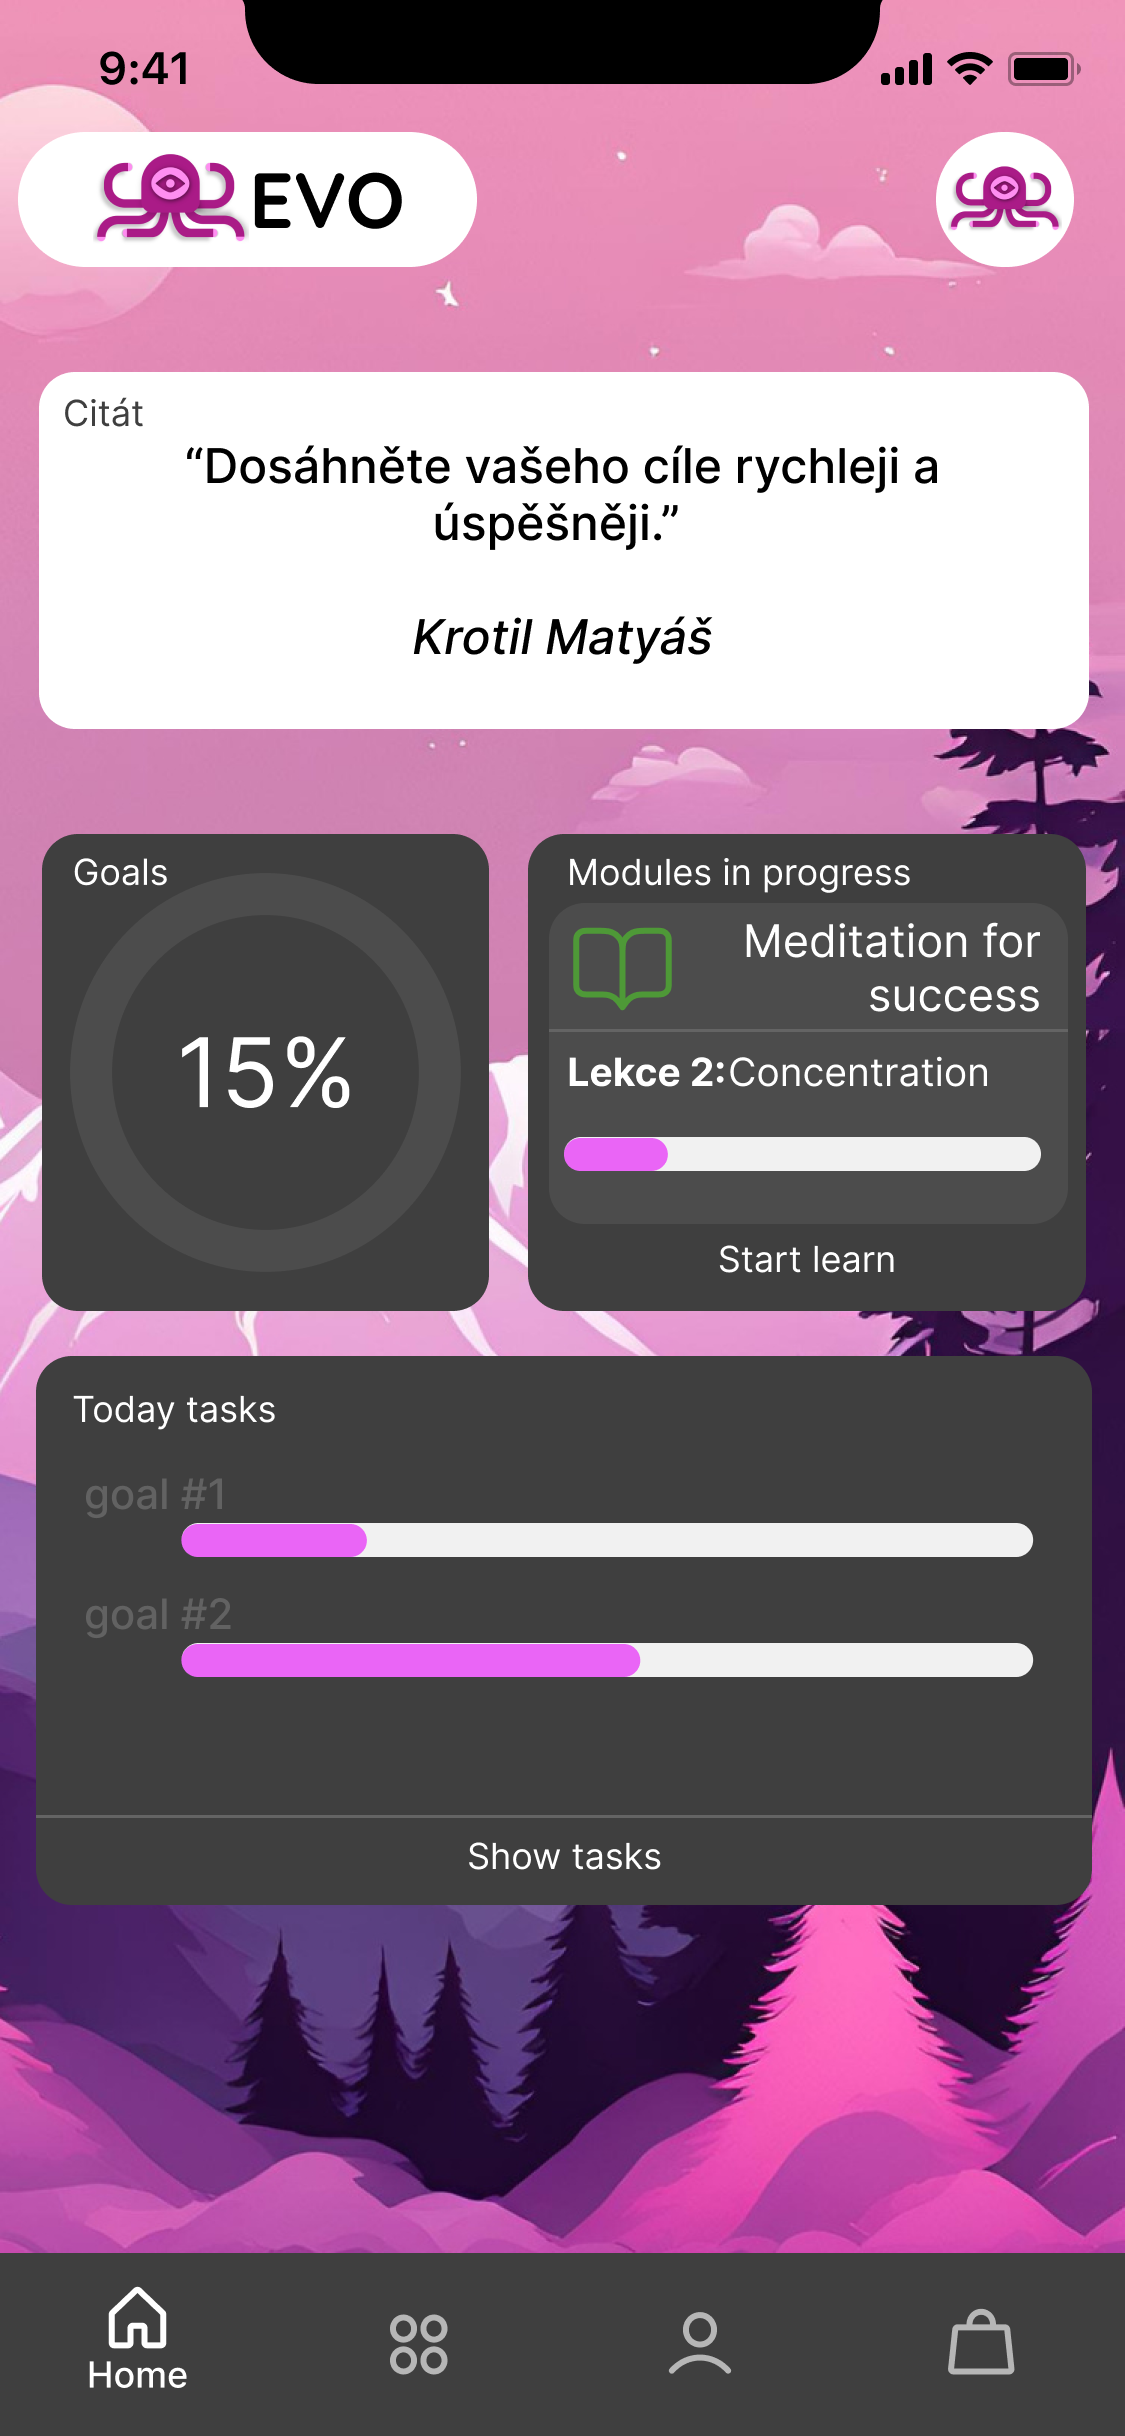 9:41
EVO
Citát
“Dosáhněte vašeho cíle rychleji a
úspěšněji.”
Krotil Matyáš
Goals
15%
Modules in progress
Meditation for
success
Lekce 2:Concentration
Start learn
Today tasks
goal #1
goal #2
Show tasks
Home